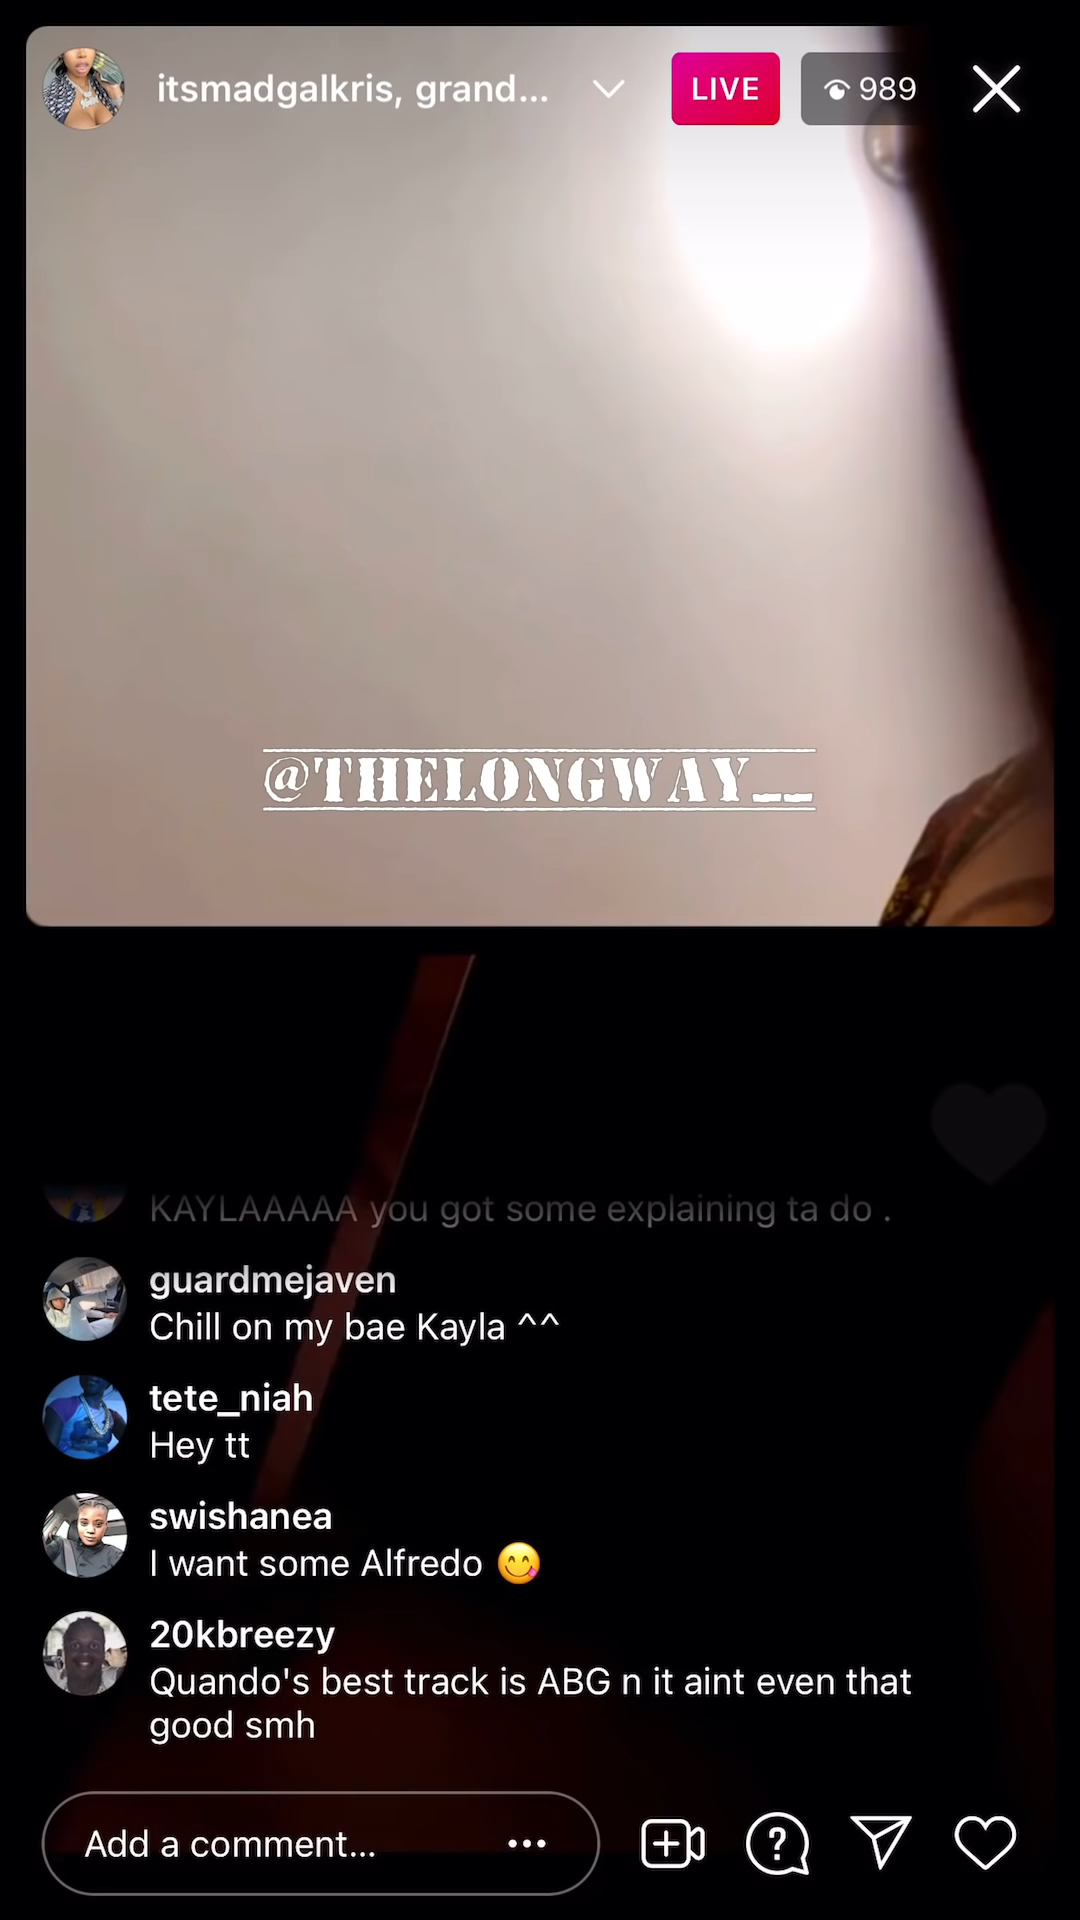 itsmadgalkris, grand...
LIVE
989
@THELONGWAY__
KAYLAAAAA you got some explaining ta do .
guardmejaven
Chill on my bae Kayla ^^
tete_niah
Hey tt
swishanea
I want some Alfredo 😋
20kbreezy
Quando's best track is ABG n it aint even that
good smh
Add a comment...